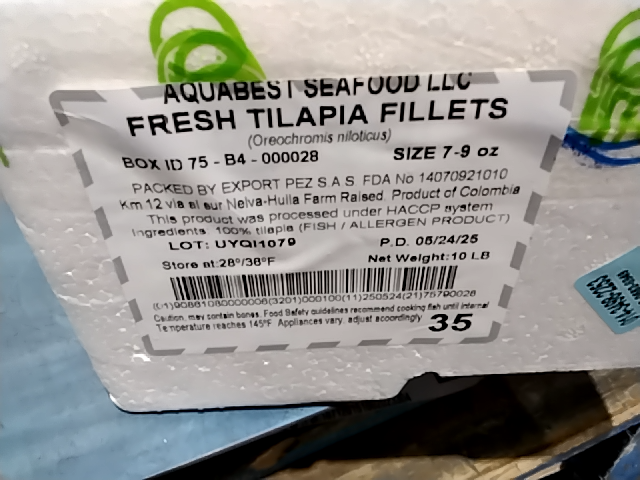 AQUABEST SEAFOOD LLC
FRESH TILAPIA FILLETS
(Oreochromis niloticus)
BOX ID 75 - B4 - 000028 SIZE 7-9 oz
PACKED BY EXPORT PEZ S.A.S. FDA No 14070921010
Km 12 via al sur Neiva-Huila Farm Raised. Product of Colombia
This product was processed under HACCP system
Ingredients: 100% tilapia (FISH / ALLERGEN PRODUCT)
LOT: UYQI1079 P.D. 05/24/25
Store at:28º/38ºF Net Weight:10 LB
Caution, may contain bones. Food Safety guidelines recommend cooking fish until internal
Temperature reaches 145ºF Appliances vary, adjust accordingly 35